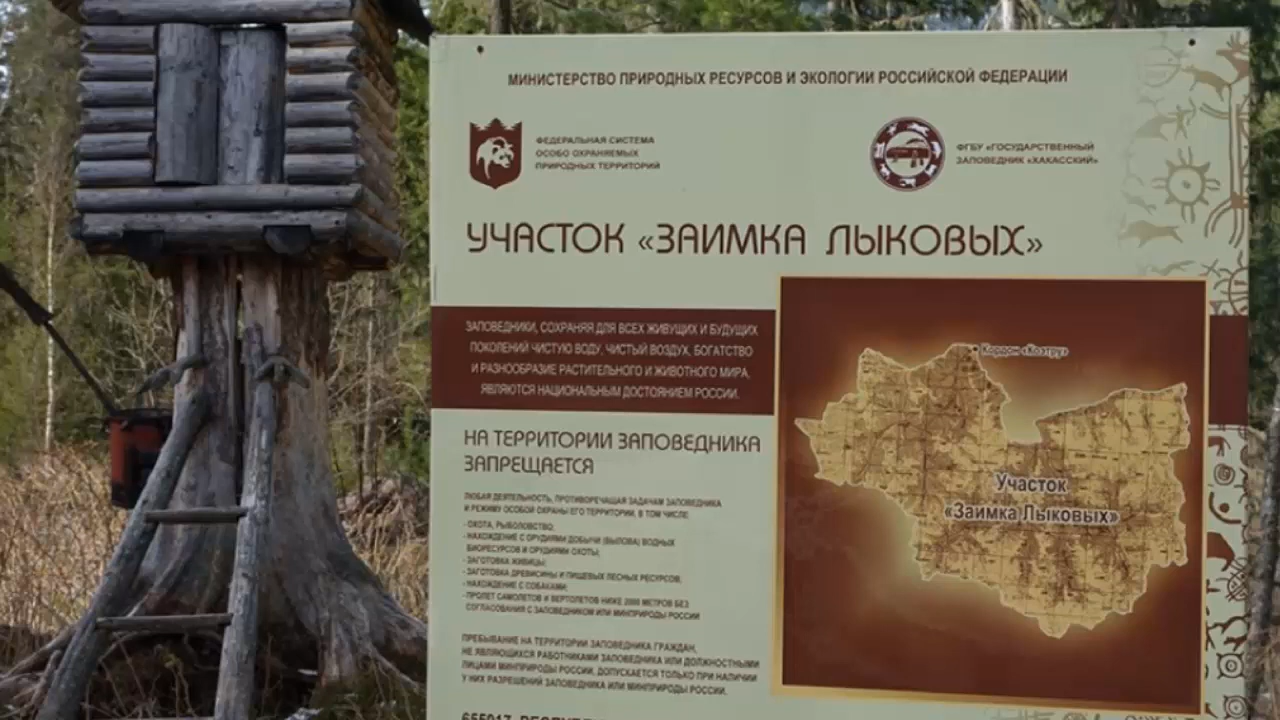 МИНИСТЕРСТВО ПРИРОДНЫХ РЕСУРСОВ И ЭКОЛОГИИ РОССИЙСКОЙ ФЕДЕРАЦИИ
ФЕДЕРАЛЬНАЯ СИСТЕМА
ОСОБО ОХРАНЯЕМЫХ
ПРИРОДНЫХ ТЕРРИТОРИЙ
ФГБУ «ГОСУДАРСТВЕННЫЙ
ЗАПОВЕДНИК «ХАКАССКИЙ»
УЧАСТОК «ЗАИМКА ЛЫКОВЫХ»
ЗАПОВЕДНИКИ, СОХРАНЯЯ ДЛЯ ВСЕХ ЖИВУЩИХ И БУДУЩИХ
ПОКОЛЕНИЙ ЧИСТУЮ ВОДУ, ЧИСТЫЙ ВОЗДУХ, БОГАТСТВО
И РАЗНООБРАЗИЕ РАСТИТЕЛЬНОГО И ЖИВОТНОГО МИРА,
ЯВЛЯЮТСЯ НАЦИОНАЛЬНЫМ ДОСТОЯНИЕМ РОССИИ.
НА ТЕРРИТОРИИ ЗАПОВЕДНИКА
ЗАПРЕЩАЕТСЯ
ЛЮБАЯ ДЕЯТЕЛЬНОСТЬ, ПРОТИВОРЕЧАЩАЯ ЗАДАЧАМ ЗАПОВЕДНИКА
И РЕЖИМУ ОСОБОЙ ОХРАНЫ ЕГО ТЕРРИТОРИИ, В ТОМ ЧИСЛЕ:
- ОХОТА, РЫБОЛОВСТВО;
- НАХОЖДЕНИЕ С ОРУДИЯМИ ДОБЫЧИ (ВЫЛОВА) ВОДНЫХ
БИОРЕСУРСОВ И ОРУДИЯМИ ОХОТЫ;
- ЗАГОТОВКА ЖИВИЦЫ;
- ЗАГОТОВКА ДРЕВЕСИНЫ И ПИЩЕВЫХ ЛЕСНЫХ РЕСУРСОВ;
- НАХОЖДЕНИЕ С СОБАКАМИ;
- ПРОЛЕТ САМОЛЕТОВ И ВЕРТОЛЕТОВ НИЖЕ 2000 МЕТРОВ БЕЗ
СОГЛАСОВАНИЯ С ЗАПОВЕДНИКОМ ИЛИ МИНПРИРОДЫ РОССИИ
ПРЕБЫВАНИЕ НА ТЕРРИТОРИИ ЗАПОВЕДНИКА ГРАЖДАН,
НЕ ЯВЛЯЮЩИХСЯ РАБОТНИКАМИ ЗАПОВЕДНИКА ИЛИ ДОЛЖНОСТНЫМИ
ЛИЦАМИ МИНПРИРОДЫ РОССИИ, ДОПУСКАЕТСЯ ТОЛЬКО ПРИ НАЛИЧИИ
У НИХ РАЗРЕШЕНИЙ ЗАПОВЕДНИКА ИЛИ МИНПРИРОДЫ РОССИИ.
Кордон «Коэтру»
Участок
«Заимка Лыковых»